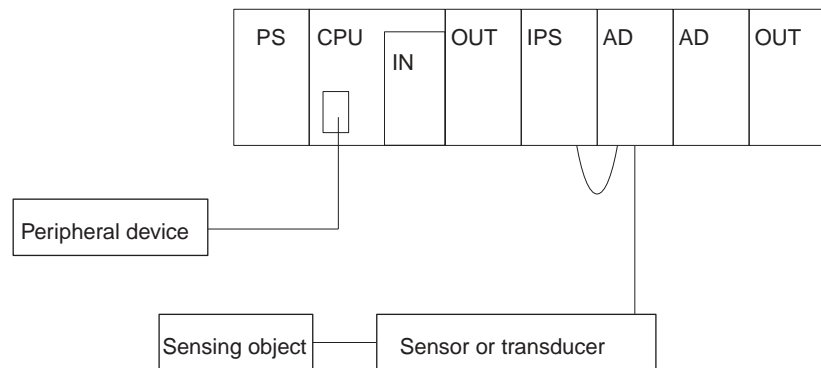 PS CPU IN OUT IPS AD AD OUT
Peripheral device
Sensing object Sensor or transducer